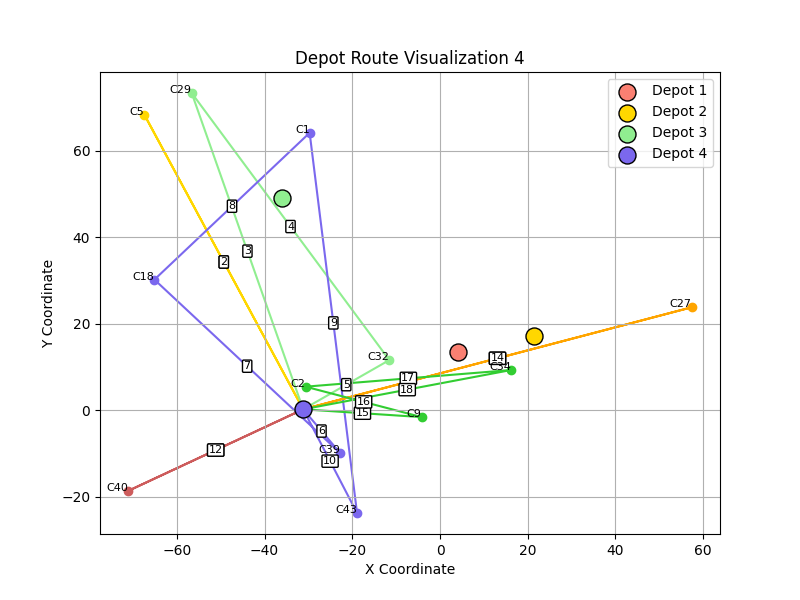 Depot Route Visualization 4
Depot 1
Depot 2
Depot 3
Depot 4
C29
C5
C1
60
8
4
40
3
2
C18
C27
9
20
14
C32
7
C34
17
C2
5
18
16
C9
0
15
6
C39
12
10
C40
−20
C43
−60
−40
−20
0
20
40
60
X Coordinate
Y Coordinate